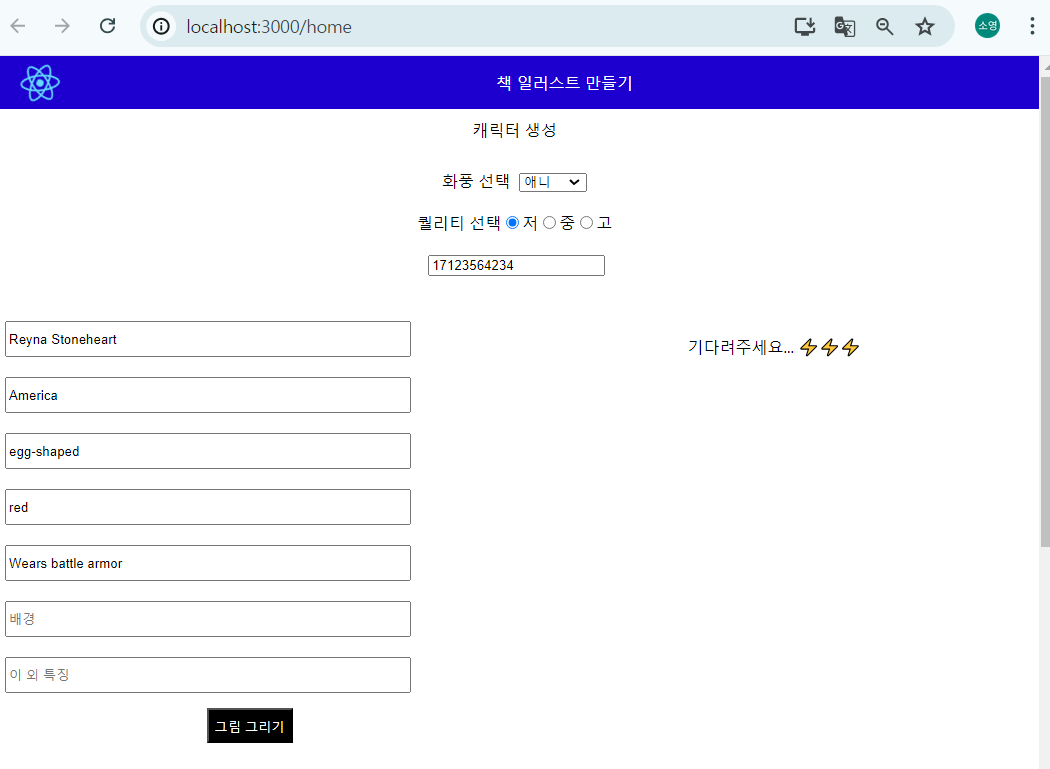 localhost:3000/home
소영
책 일러스트 만들기
캐릭터 생성
화풍 선택 애니
퀄리티 선택 저 중 고
17123564234
Reyna Stoneheart
기다려주세요... ⚡⚡⚡
America
egg-shaped
red
Wears battle armor
배경
이 외 특징
그림 그리기